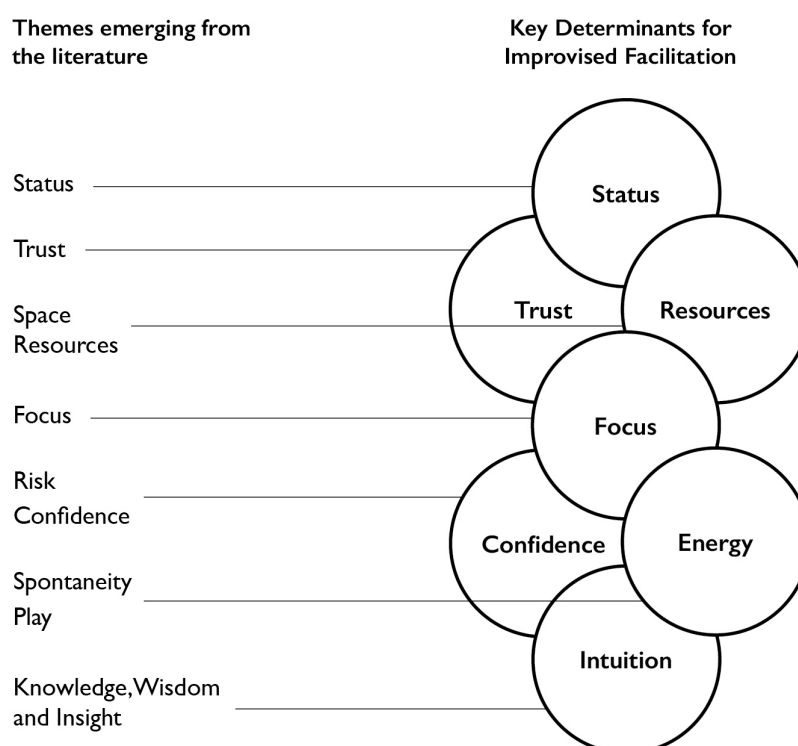 Themes emerging from
the literature
Key Determinants for
Improvised Facilitation
Status
Trust
Space
Resources
Focus
Risk
Confidence
Spontaneity
Play
Knowledge,Wisdom
and Insight
Status
Trust
Resources
Focus
Confidence
Energy
Intuition